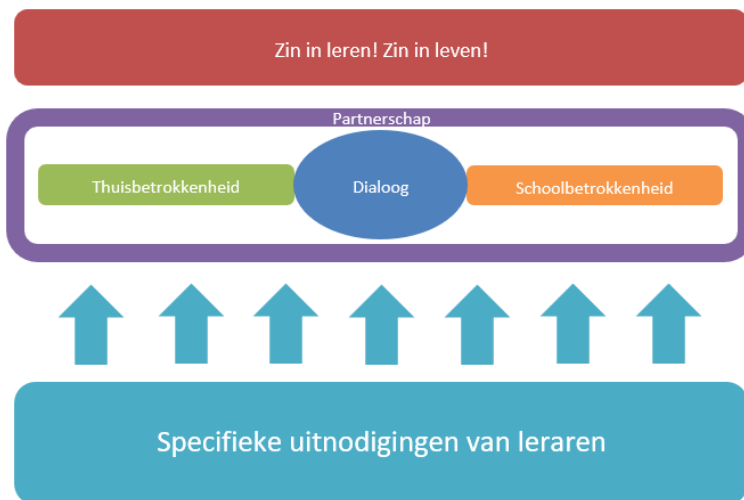 Zin in leren! Zin in leven!
Partnerschap
Thuisbetrokkenheid
Dialoog
Schoolbetrokkenheid
Specifieke uitnodigingen van leraren